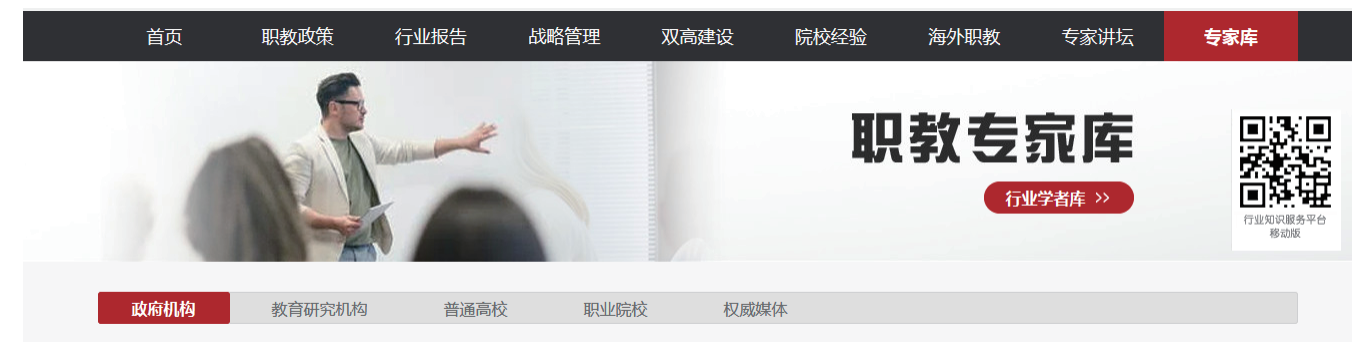 首页 职教政策 行业报告 战略管理 双高建设 院校经验 海外职教 专家讲坛 专家库
职教专家库
行业学者库 >>
行业知识服务平台
移动版
政府机构 教育研究机构 普通高校 职业院校 权威媒体